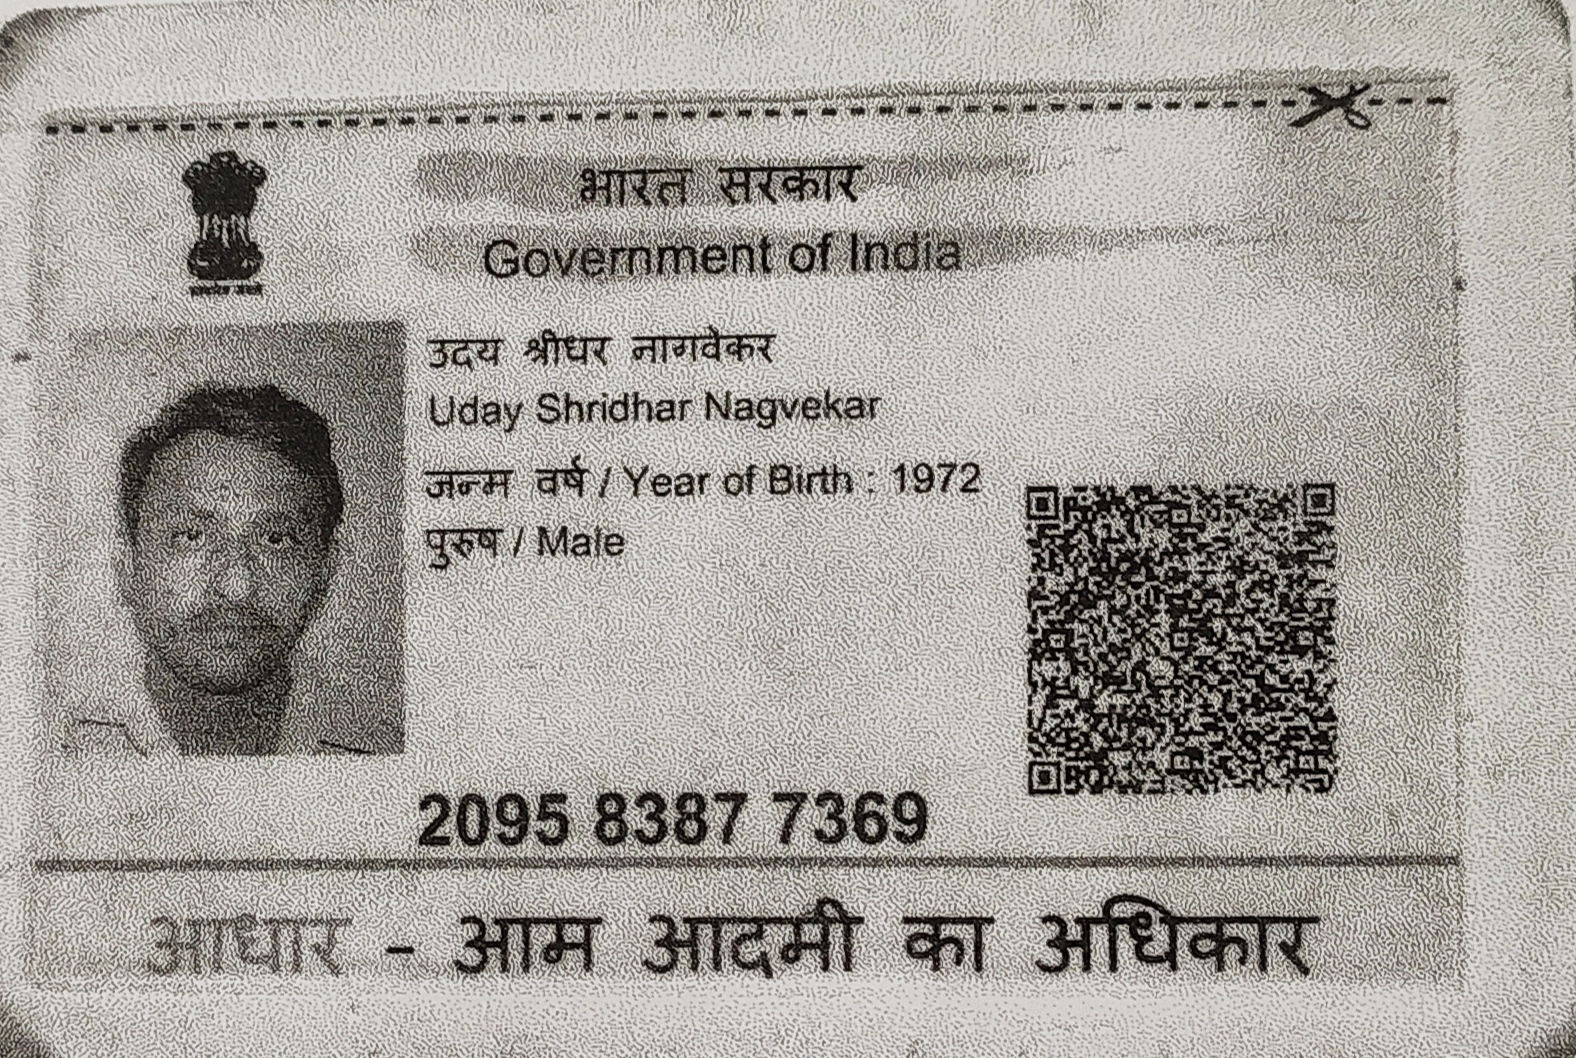 भारत सरकार
Government of India
उदय श्रीधर नागवेकर
Uday Shridhar Nagvekar
जन्म वर्ष / Year of Birth : 1972
पुरुष / Male
2095 8387 7369
आधार - आम आदमी का अधिकार